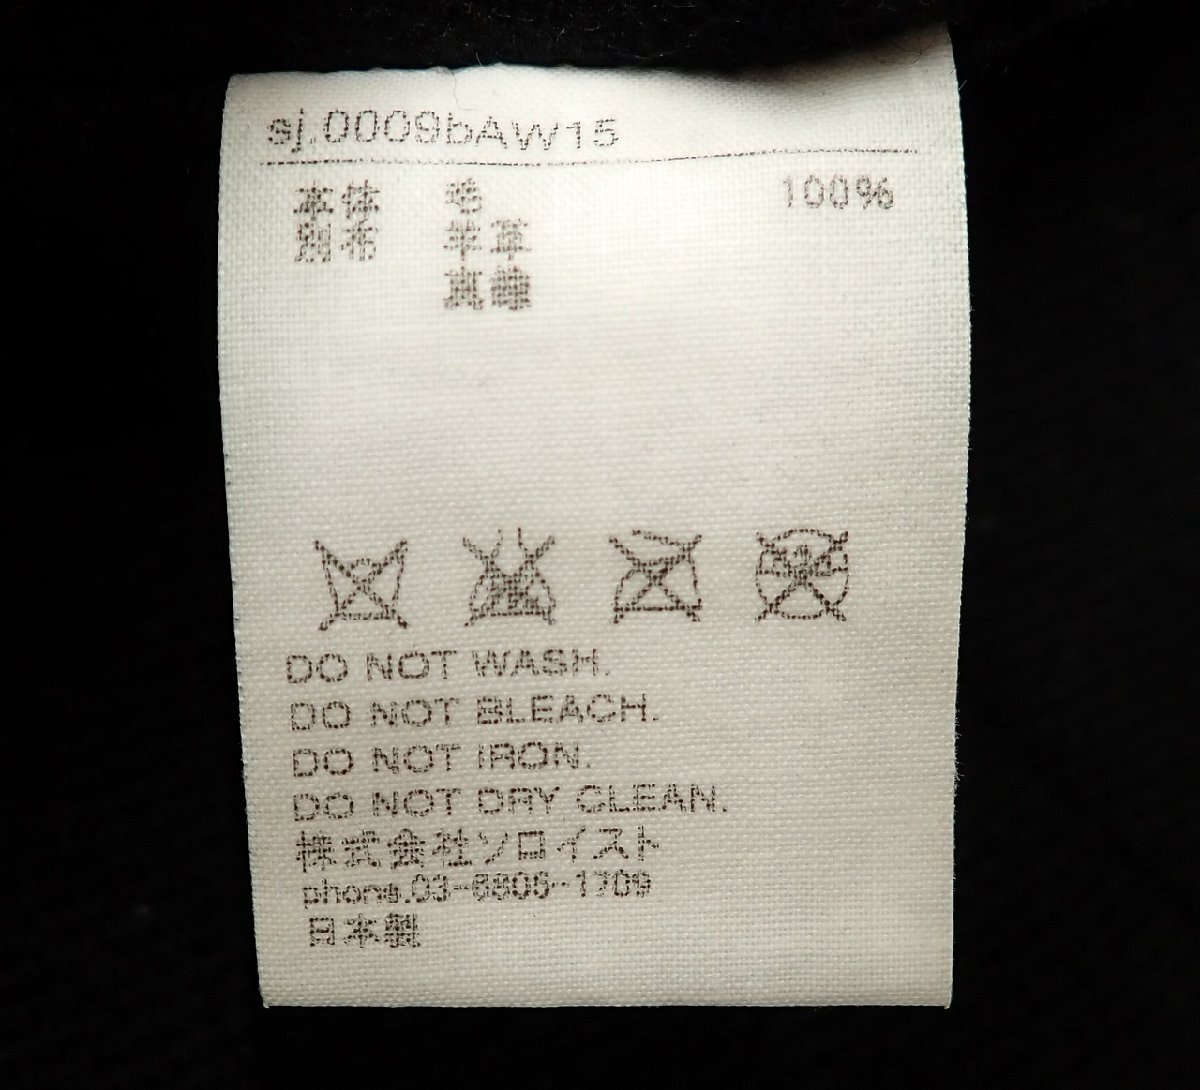 sj.0009bAW15
本体 毛 100%
別布 羊革
真鍮
DO NOT WASH.
DO NOT BLEACH.
DO NOT IRON.
DO NOT DRY CLEAN.
株式会社ソロイスト
phone.03-6805-1709
日本製